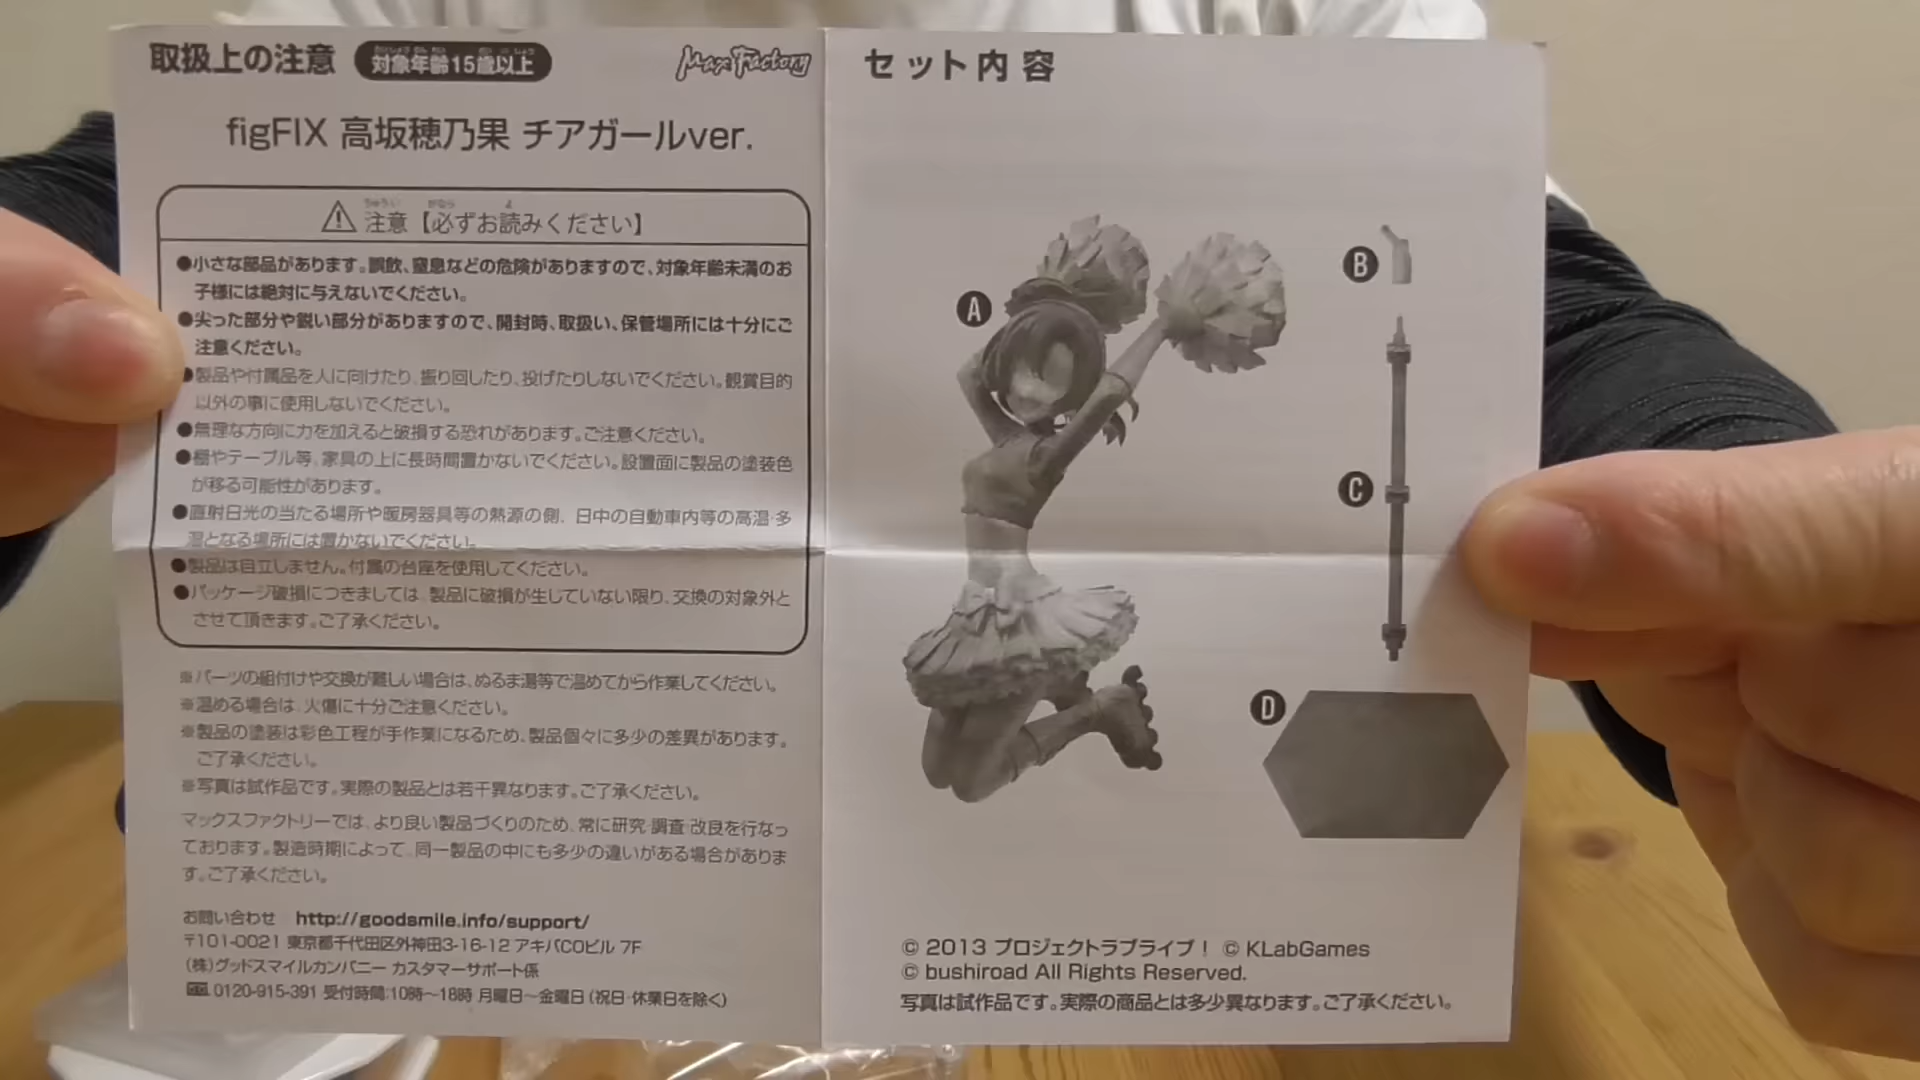 取扱上の注意 対象年齢15歳以上 Max Factory
figFIX 高坂穂乃果 チアガールver.
注意【必ずお読みください】
●小さな部品があります。誤飲、窒息などの危険がありますので、対象年齢未満のお
子様には絶対に与えないでください。
●尖った部分や鋭い部分がありますので、開封時、取扱い、保管場所には十分にご
注意ください。
●製品や付属品を人に向けたり、振り回したり、投げたりしないでください。観賞目的
以外の事に使用しないでください。
●無理な方向に力を加えると破損する恐れがあります。ご注意ください。
●棚やテーブル等、家具の上に長時間置かないでください。設置面に製品の塗装色
が移る可能性があります。
●直射日光の当たる場所や暖房器具等の熱源の側、日中の自動車内等の高温・多
湿となる場所には置かないでください。
●製品は自立しません。付属の台座を使用してください。
●パッケージ破損につきましては、製品に破損が生じていない限り、交換の対象外と
させて頂きます。ご了承ください。
※パーツの組付けや交換が難しい場合は、ぬるま湯等で温めてから作業してください。
※温める場合は、火傷に十分ご注意ください。
※製品の塗装は彩色工程が手作業になるため、製品個々に多少の差異があります。
ご了承ください。
※写真は試作品です。実際の製品とは若干異なります。ご了承ください。
マックスファクトリーでは、より良い製品づくりのため、常に研究・調査・改良を行なっ
ております。製造時期によって、同一製品の中にも多少の違いがある場合がありま
す。ご了承ください。
お問い合わせ http://goodsmile.info/support/
〒101-0021 東京都千代田区外神田3-16-12 アキバCOビル 7F
(株)グッドスマイルカンパニー カスタマーサポート係
0120-915-391 受付時間:10時～18時 月曜日～金曜日(祝日・休業日を除く)
セット内容
A
B
C
D
© 2013 プロジェクトラブライブ！ © KLabGames
© bushiroad All Rights Reserved.
写真は試作品です。実際の商品とは多少異なります。ご了承ください。